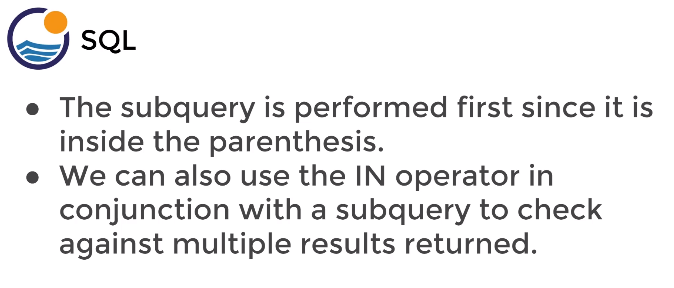 SQL
● The subquery is performed first since it is
inside the parenthesis.
● We can also use the IN operator in
conjunction with a subquery to check
against multiple results returned.